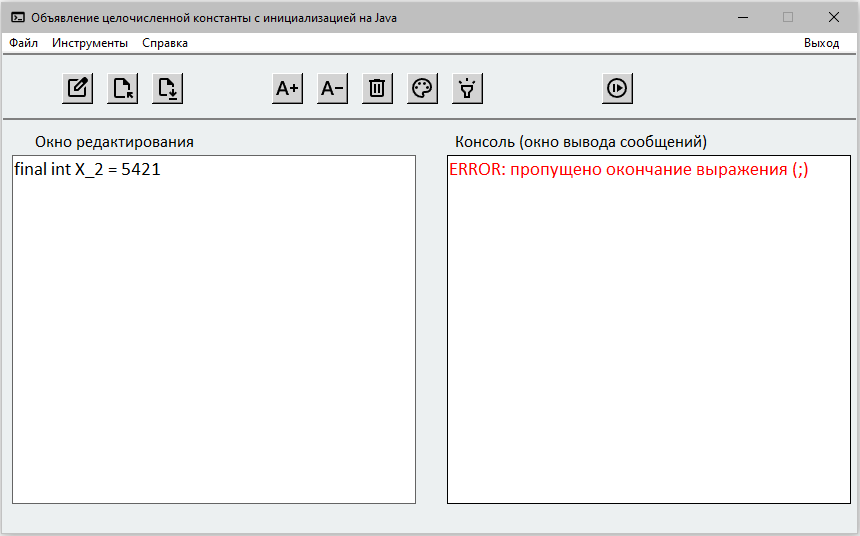 Объявление целочисленной константы с инициализацией на Java
Файл Инструменты Справка Выход
A+ A−
Окно редактирования
final int X_2 = 5421
Консоль (окно вывода сообщений)
ERROR: пропущено окончание выражения (;)